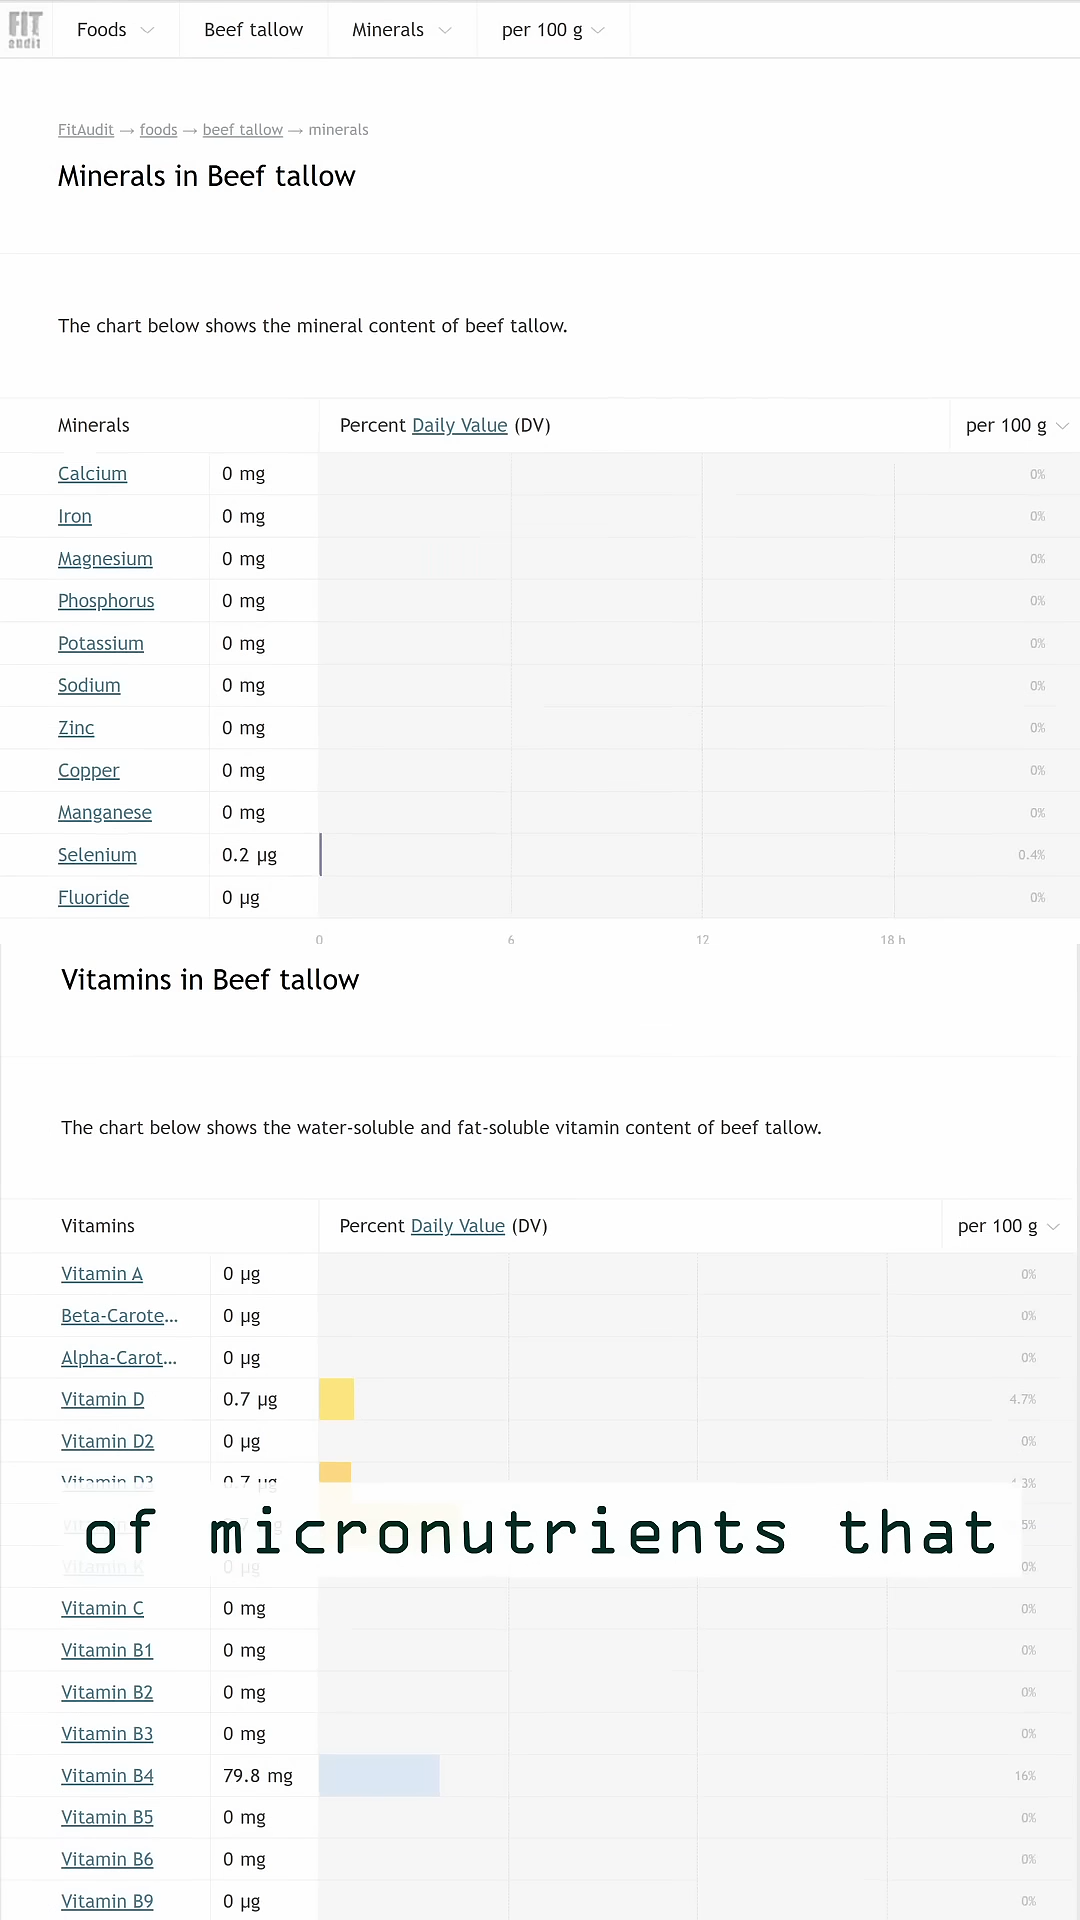 FIT
audit
Foods
Beef tallow
Minerals
per 100 g
FitAudit → foods → beef tallow → minerals
Minerals in Beef tallow
The chart below shows the mineral content of beef tallow.
Minerals Percent Daily Value (DV) per 100 g
Calcium 0 mg 0%
Iron 0 mg 0%
Magnesium 0 mg 0%
Phosphorus 0 mg 0%
Potassium 0 mg 0%
Sodium 0 mg 0%
Zinc 0 mg 0%
Copper 0 mg 0%
Manganese 0 mg 0%
Selenium 0.2 µg 0.4%
Fluoride 0 µg 0%
0 6 12 18 h
Vitamins in Beef tallow
The chart below shows the water-soluble and fat-soluble vitamin content of beef tallow.
Vitamins Percent Daily Value (DV) per 100 g
Vitamin A 0 µg 0%
Beta-Carote... 0 µg 0%
Alpha-Carot... 0 µg 0%
Vitamin D 0.7 µg 4.7%
Vitamin D2 0 µg 0%
Vitamin D3 0.7 µg
of micronutrients that
Vitamin K 0 µg 0%
Vitamin C 0 mg 0%
Vitamin B1 0 mg 0%
Vitamin B2 0 mg 0%
Vitamin B3 0 mg 0%
Vitamin B4 79.8 mg 16%
Vitamin B5 0 mg 0%
Vitamin B6 0 mg 0%
Vitamin B9 0 µg 0%